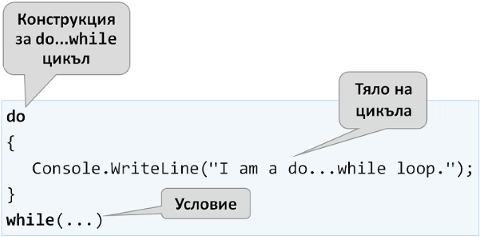 Конструкция
за do...while
цикъл
Тяло на
цикъла
do
{
Console.WriteLine("I am a do...while loop.");
}
Условие
while(...)